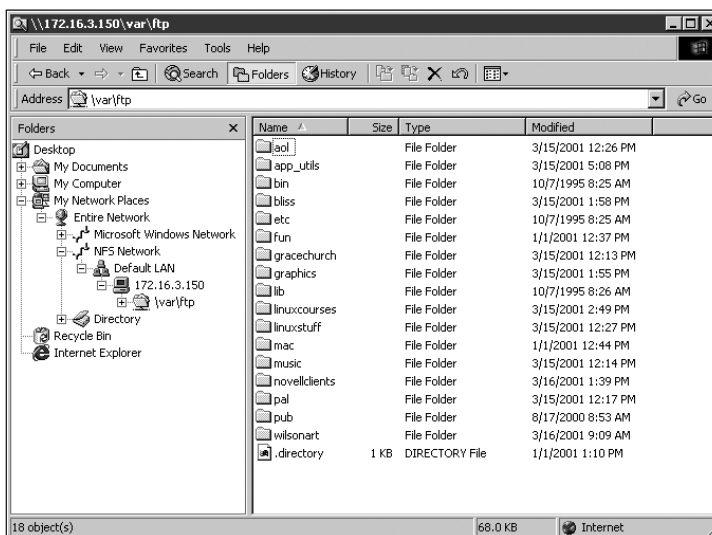 \\172.16.3.150\var\ftp
File Edit View Favorites Tools Help
Back Search Folders History
Address \var\ftp Go
Folders
Desktop
My Documents
My Computer
My Network Places
Entire Network
Microsoft Windows Network
NFS Network
Default LAN
172.16.3.150
\var\ftp
Directory
Recycle Bin
Internet Explorer
Name Size Type Modified
aol File Folder 3/15/2001 12:26 PM
app_utils File Folder 3/15/2001 5:08 PM
bin File Folder 10/7/1995 8:25 AM
bliss File Folder 3/15/2001 1:58 PM
etc File Folder 10/7/1995 8:25 AM
fun File Folder 1/1/2001 12:37 PM
gracechurch File Folder 3/15/2001 12:13 PM
graphics File Folder 3/15/2001 1:55 PM
lib File Folder 10/7/1995 8:26 AM
linuxcourses File Folder 3/15/2001 2:49 PM
linuxstuff File Folder 3/15/2001 12:27 PM
mac File Folder 1/1/2001 12:44 PM
music File Folder 3/15/2001 12:14 PM
novellclients File Folder 3/16/2001 1:39 PM
pal File Folder 3/15/2001 12:17 PM
pub File Folder 8/17/2000 8:53 AM
wilsonart File Folder 3/16/2001 9:09 AM
.directory 1 KB DIRECTORY File 1/1/2001 1:10 PM
18 object(s) 68.0 KB Internet